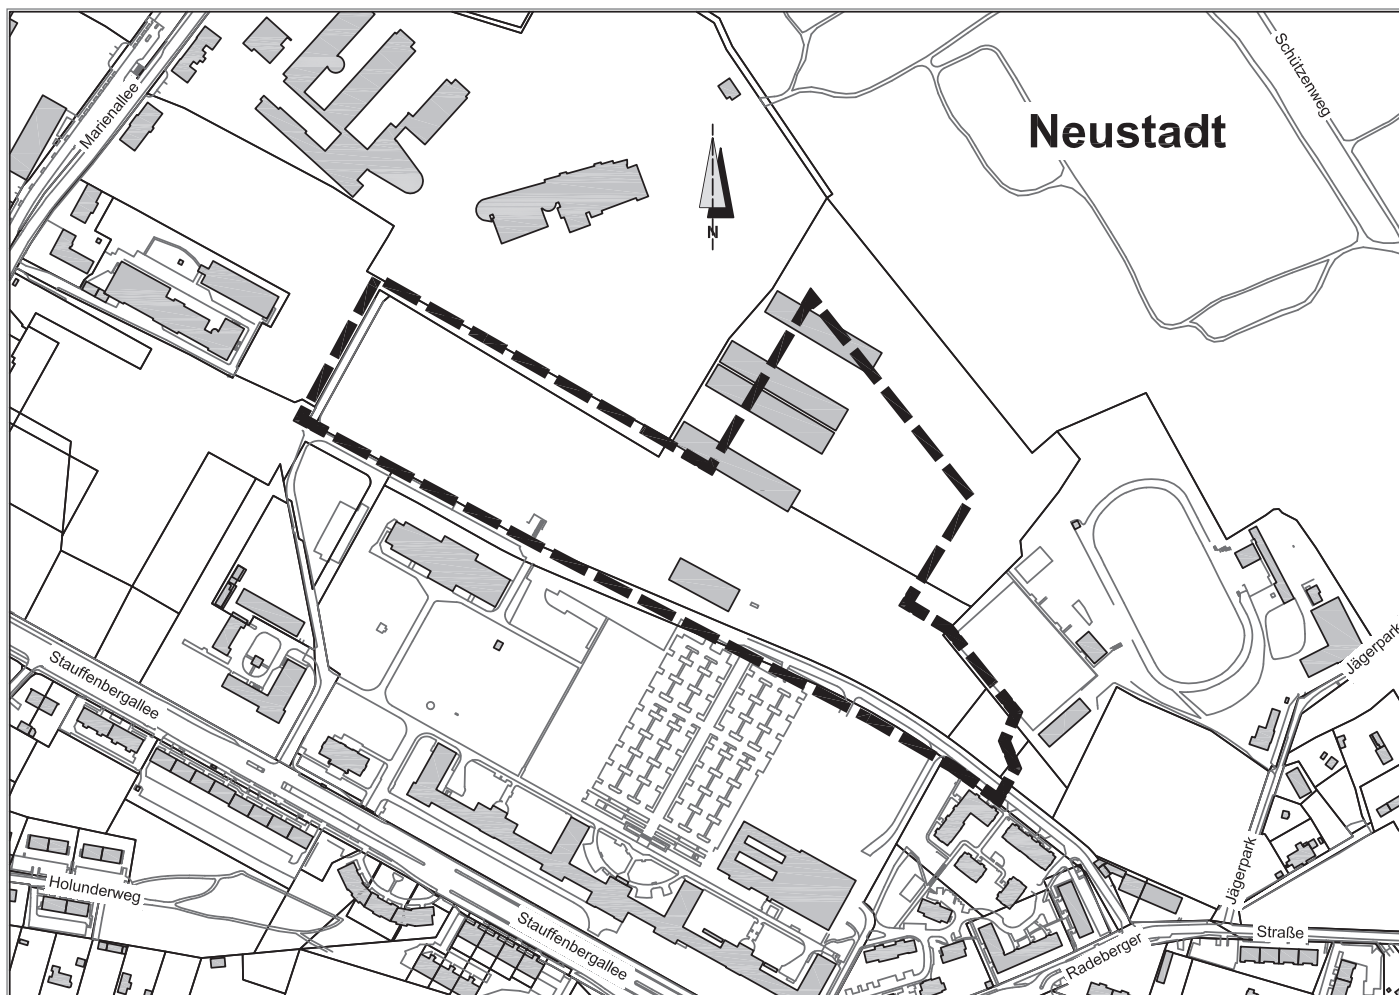 Schützenweg
Marienallee
Neustadt
N
Jägerpark
Stauffenbergallee
Jägerpark
Holunderweg
Stauffenbergallee
Radeberger
Straße